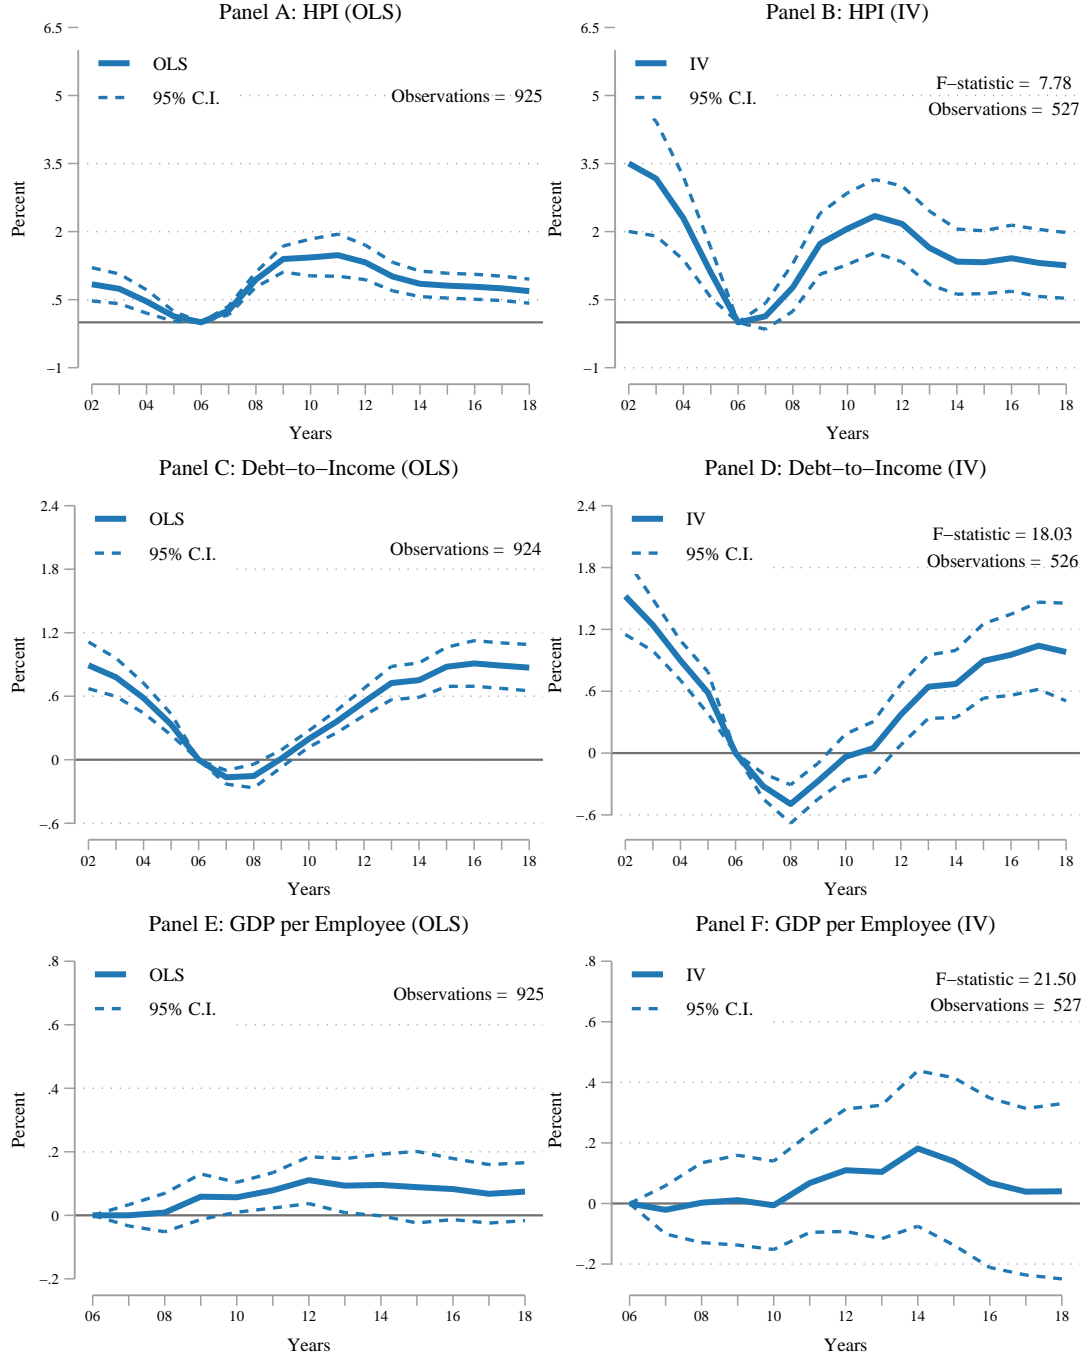 Panel A: HPI (OLS)
6.5
OLS
95% C.I.
Observations = 925
5
3.5
2
.5
−1
Percent
02 04 06 08 10 12 14 16 18
Years
Panel B: HPI (IV)
6.5
IV
95% C.I.
F−statistic = 7.78
Observations = 527
5
3.5
2
.5
−1
Percent
02 04 06 08 10 12 14 16 18
Years
Panel C: Debt−to−Income (OLS)
2.4
OLS
95% C.I.
Observations = 924
1.8
1.2
.6
0
−.6
Percent
02 04 06 08 10 12 14 16 18
Years
Panel D: Debt−to−Income (IV)
2.4
IV
95% C.I.
F−statistic = 18.03
Observations = 526
1.8
1.2
.6
0
−.6
Percent
02 04 06 08 10 12 14 16 18
Years
Panel E: GDP per Employee (OLS)
.8
OLS
95% C.I.
Observations = 925
.6
.4
.2
0
−.2
Percent
06 08 10 12 14 16 18
Years
Panel F: GDP per Employee (IV)
.8
IV
95% C.I.
F−statistic = 21.50
Observations = 527
.6
.4
.2
0
−.2
Percent
06 08 10 12 14 16 18
Years